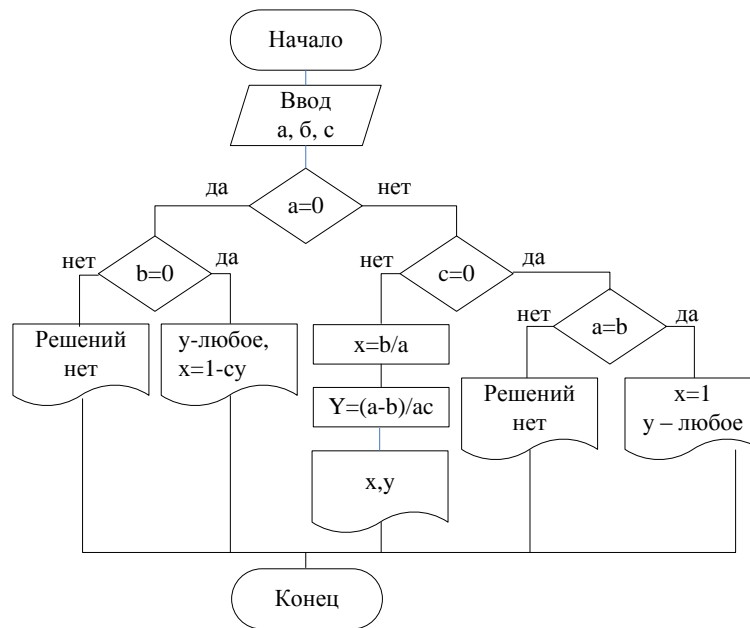 Начало
Ввод
а, б, с
да
a=0
нет
нет
b=0
да
нет
c=0
да
Решений
нет
у-любое,
x=1-cy
x=b/a
нет
a=b
да
Y=(a-b)/ac
Решений
нет
x=1
y – любое
x,y
Конец